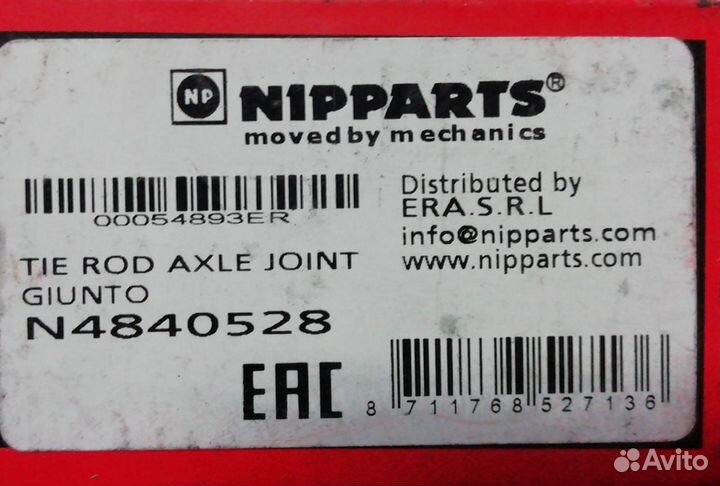 NP NIPPARTS®
moved by mechanics
00054893ER
Distributed by
ERA.S.R.L
info@nipparts.com
www.nipparts.com
TIE ROD AXLE JOINT
GIUNTO
N4840528
EAC
8 711768 527136
Avito